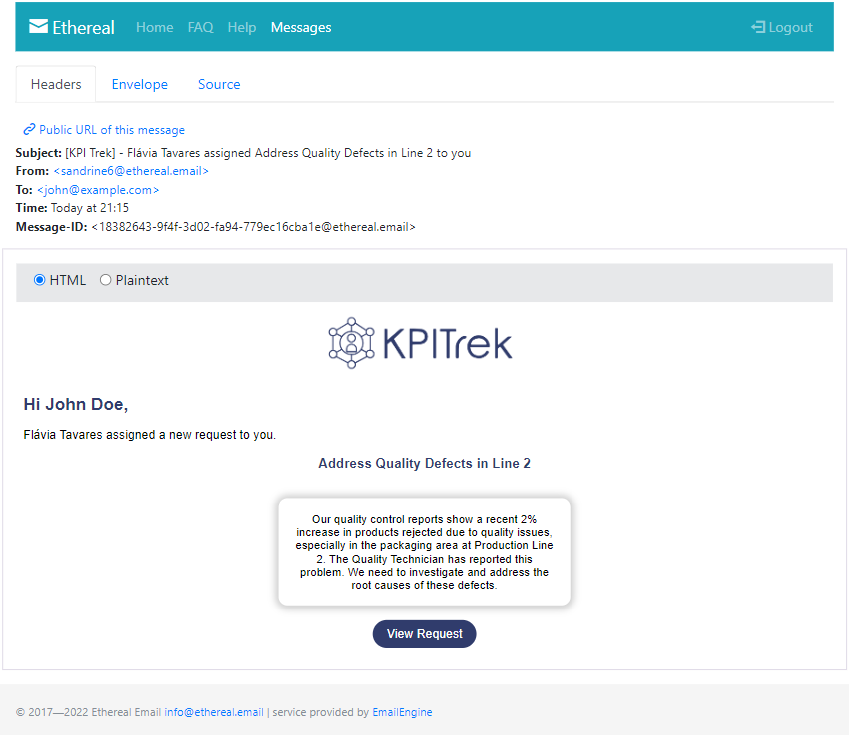 Ethereal Home FAQ Help Messages Logout
Headers Envelope Source
Public URL of this message
Subject: [KPI Trek] - Flávia Tavares assigned Address Quality Defects in Line 2 to you
From: <sandrine6@ethereal.email>
To: <john@example.com>
Time: Today at 21:15
Message-ID: <18382643-9f4f-3d02-fa94-779ec16cba1e@ethereal.email>
HTML Plaintext
KPITrek
Hi John Doe,
Flávia Tavares assigned a new request to you.
Address Quality Defects in Line 2
Our quality control reports show a recent 2%
increase in products rejected due to quality issues,
especially in the packaging area at Production Line
2. The Quality Technician has reported this
problem. We need to investigate and address the
root causes of these defects.
View Request
© 2017—2022 Ethereal Email info@ethereal.email | service provided by EmailEngine